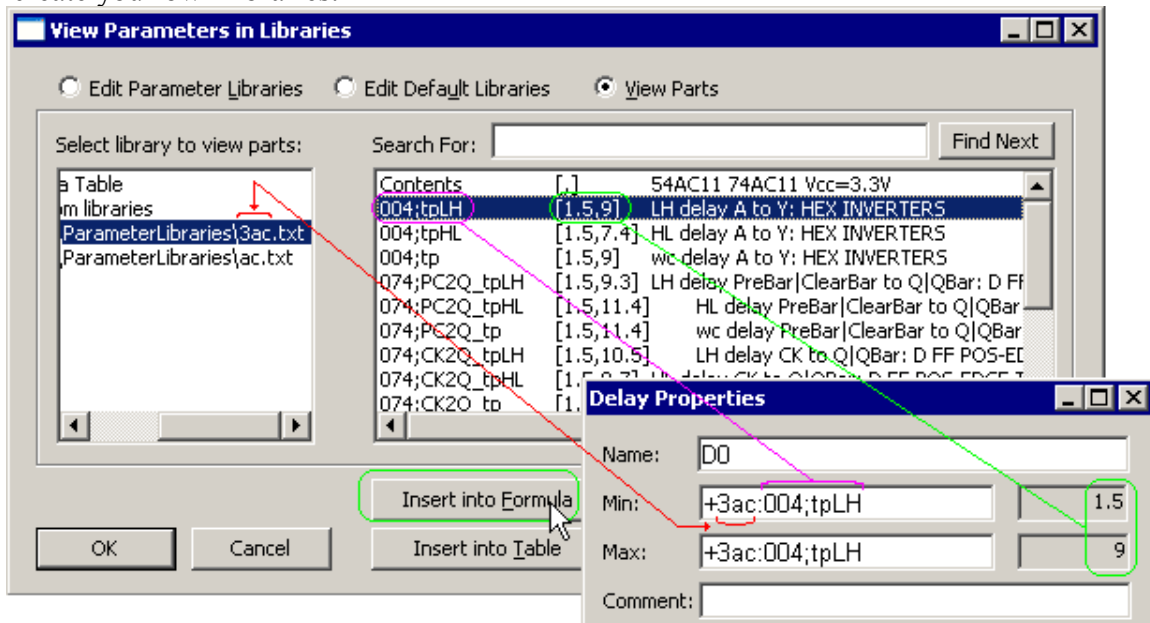 View Parameters in Libraries
Edit Parameter Libraries Edit Default Libraries View Parts
Select library to view parts: Search For: Find Next
a Table
m libraries
ParameterLibraries\3ac.txt
ParameterLibraries\ac.txt
Contents [,] 54AC11 74AC11 Vcc=3.3V
004;tpLH [1.5,9] LH delay A to Y: HEX INVERTERS
004;tpHL [1.5,7.4] HL delay A to Y: HEX INVERTERS
004;tp [1.5,9] wc delay A to Y: HEX INVERTERS
074;PC2Q_tpLH [1.5,9.3] LH delay PreBar|ClearBar to Q|QBar: D FF
074;PC2Q_tpHL [1.5,11.4] HL delay PreBar|ClearBar to Q|QBar
074;PC2Q_tp [1.5,11.4] wc delay PreBar|ClearBar to Q|QBar
074;CK2Q_tpLH [1.5,10.5] LH delay CK to Q|QBar: D FF POS-ED
074;CK2Q_tpHL
074;CK2Q_tp [1.
Insert into Formula
OK Cancel Insert into Table
Delay Properties
Name: D0
Min: +3ac:004;tpLH 1.5
Max: +3ac:004;tpLH 9
Comment: